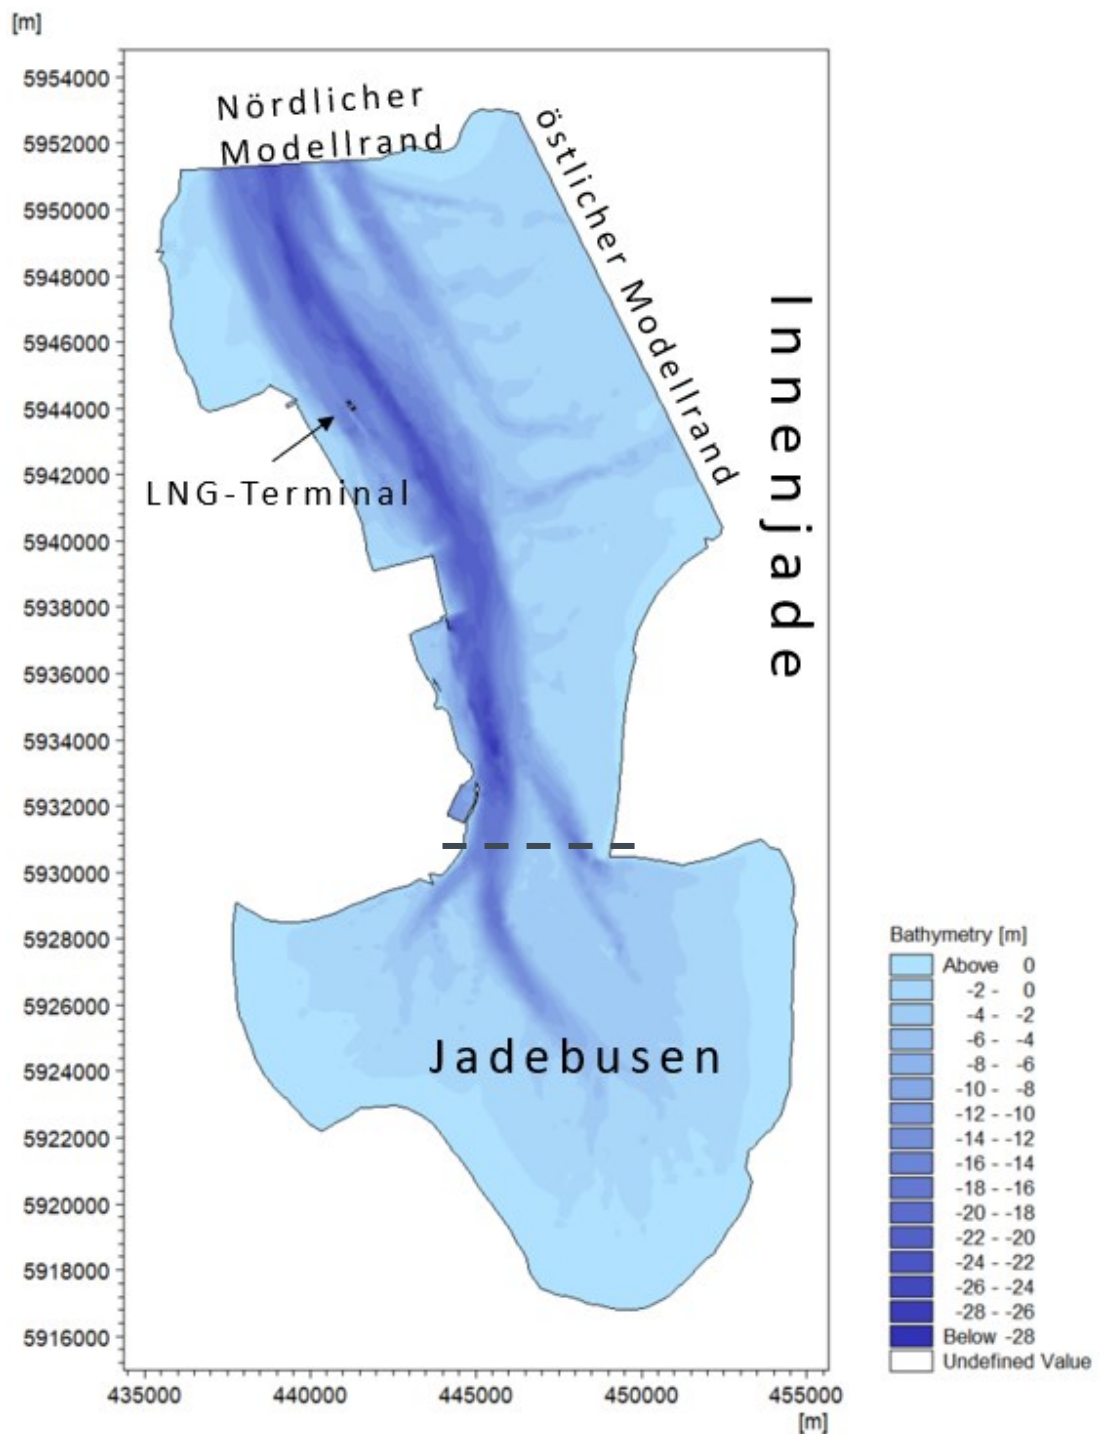 [m]
5954000
5952000
5950000
5948000
5946000
5944000
5942000
5940000
5938000
5936000
5934000
5932000
5930000
5928000
5926000
5924000
5922000
5920000
5918000
5916000
Nördlicher
Modellrand
östlicher Modellrand
Innenjade
LNG-Terminal
Jadebusen
435000 440000 445000 450000 455000
[m]
Bathymetry [m]
Above 0
-2 - 0
-4 - -2
-6 - -4
-8 - -6
-10 - -8
-12 - -10
-14 - -12
-16 - -14
-18 - -16
-20 - -18
-22 - -20
-24 - -22
-26 - -24
-28 - -26
Below -28
Undefined Value